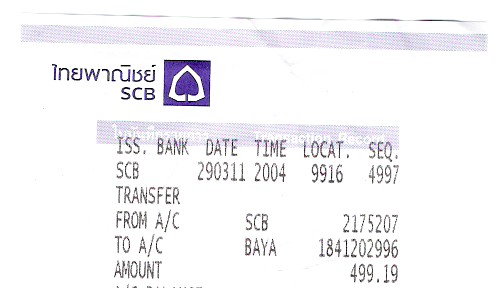 ไทยพาณิชย์
SCB
ISS. BANK DATE TIME LOCAT. SEQ.
SCB 290311 2004 9916 4997
TRANSFER
FROM A/C SCB 2175207
TO A/C BAYA 1841202996
AMOUNT 499.19